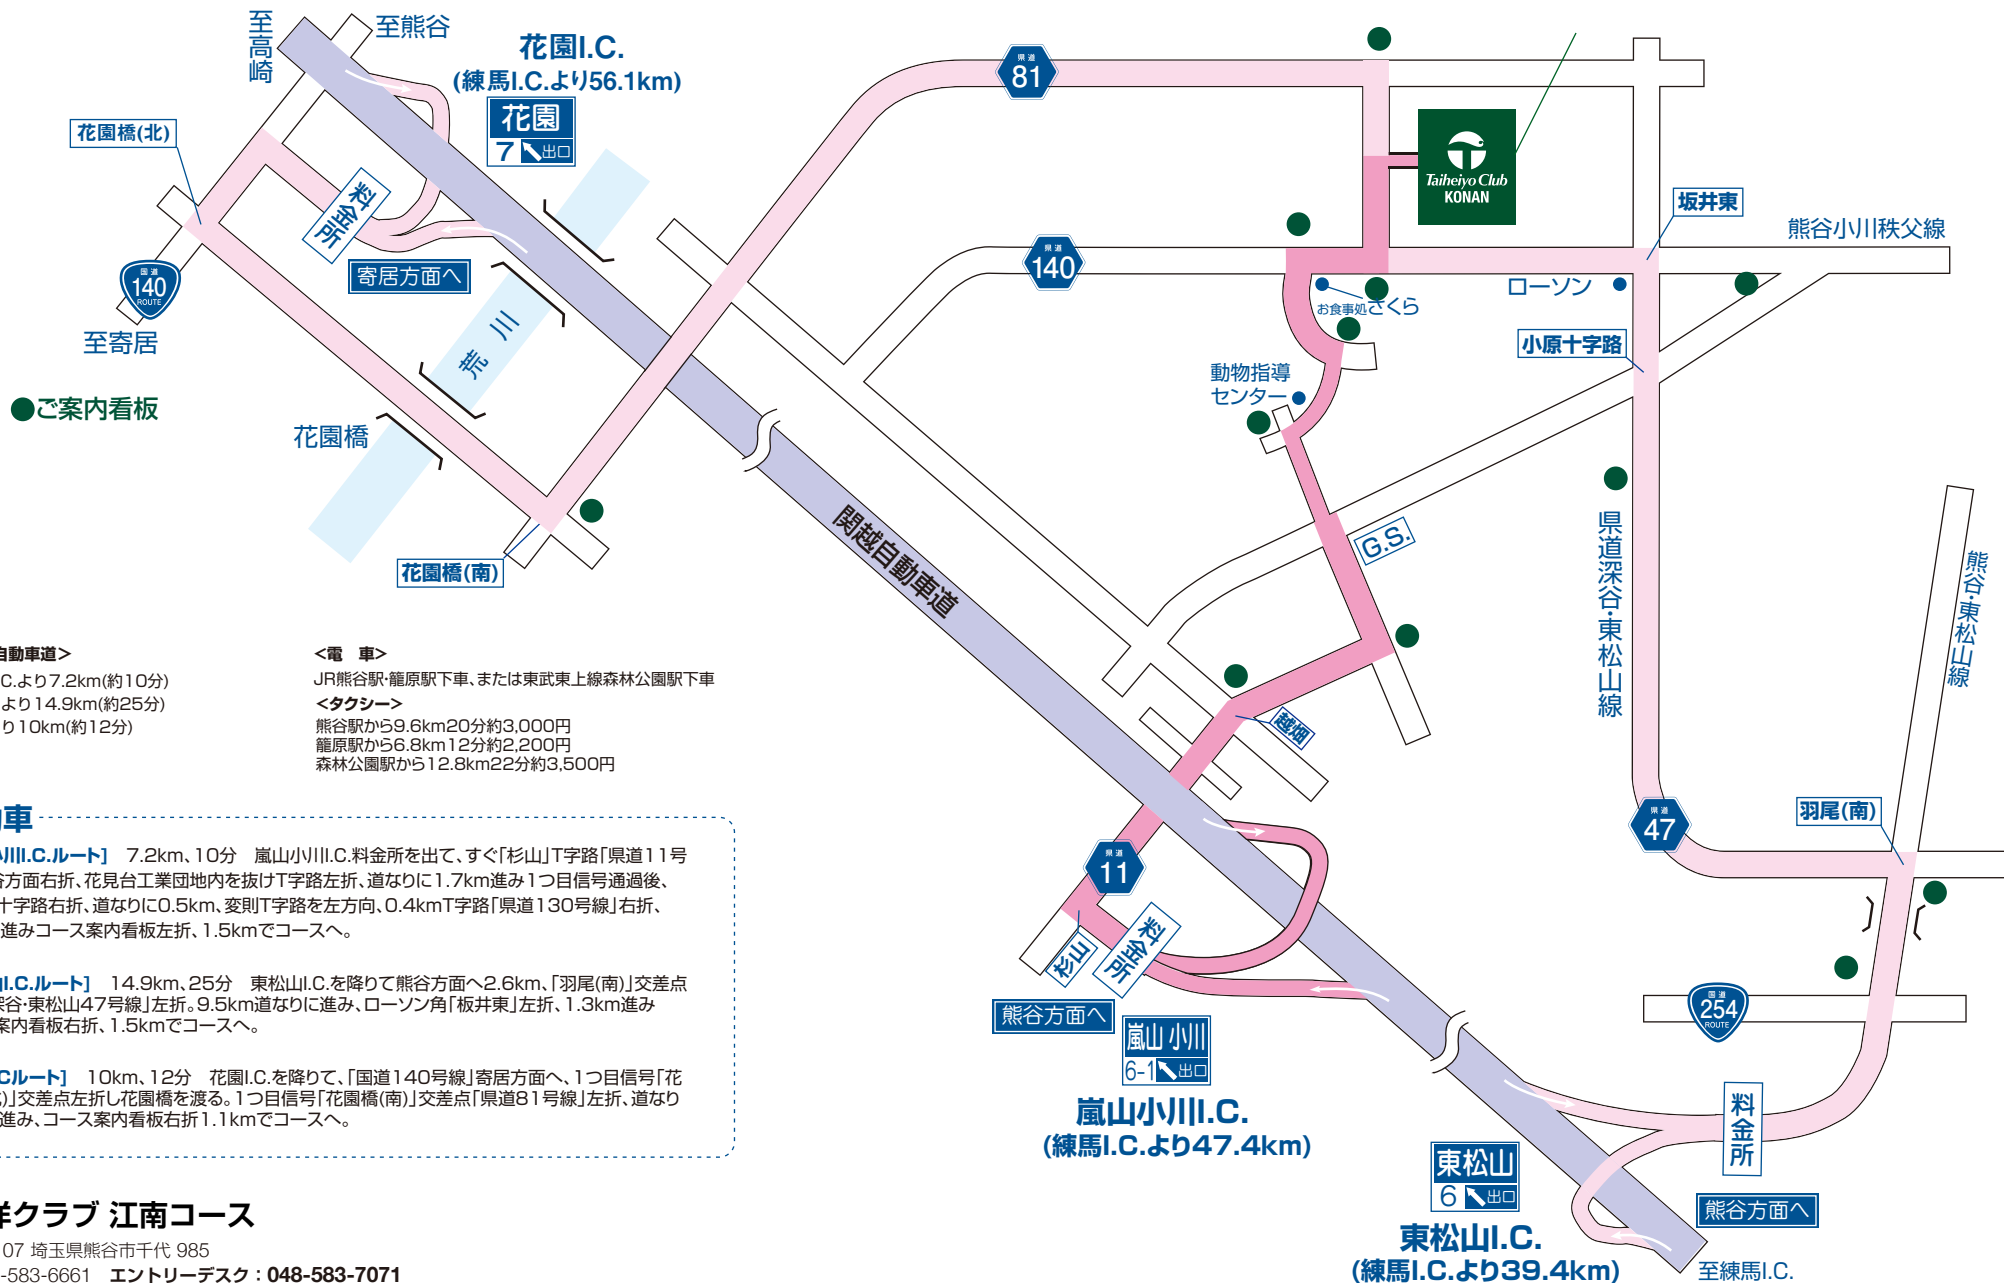 至高崎
至熊谷
花園I.C.
(練馬I.C.より56.1km)
花園
7 出口
花園橋(北)
料金所
寄居方面へ
国道
140
ROUTE
至寄居
荒川
●ご案内看板
花園橋
花園橋(南)
県道
81
県道
140
Taiheiyo Club
KONAN
坂井東
熊谷小川秩父線
ローソン
お食事処さくら
小原十字路
動物指導
センター
G.S.
関越自動車道
県道深谷・東松山線
熊谷・東松山線
越畑
県道
47
羽尾(南)
県道
11
杉山
料金所
熊谷方面へ
嵐山小川
6-1 出口
嵐山小川I.C.
(練馬I.C.より47.4km)
国道
254
ROUTE
料金所
東松山
6 出口
熊谷方面へ
東松山I.C.
(練馬I.C.より39.4km)
至練馬I.C.
自動車道>
C.より7.2km(約10分)
より14.9km(約25分)
り10km(約12分)
<電 車>
JR熊谷駅・籠原駅下車、または東武東上線森林公園駅下車
<タクシー>
熊谷駅から9.6km20分約3,000円
籠原駅から6.8km12分約2,200円
森林公園駅から12.8km22分約3,500円
車
川I.C.ルート] 7.2km、10分 嵐山小川I.C.料金所を出て、すぐ「杉山」T字路「県道11号
方面右折、花見台工業団地内を抜けT字路左折、道なりに1.7km進み1つ目信号通過後、
十字路右折、道なりに0.5km、変則T字路を左方向、0.4kmT字路「県道130号線」右折、
進みコース案内看板左折、1.5kmでコースへ。
I.C.ルート] 14.9km、25分 東松山I.C.を降りて熊谷方面へ2.6km、「羽尾(南)」交差点
深谷・東松山47号線」左折。9.5km道なりに進み、ローソン角「板井東」左折、1.3km進み
案内看板右折、1.5kmでコースへ。
Cルート] 10km、12分 花園I.C.を降りて、「国道140号線」寄居方面へ、1つ目信号「花
)」交差点左折し花園橋を渡る。1つ目信号「花園橋(南)」交差点「県道81号線」左折、道なり
進み、コース案内看板右折1.1kmでコースへ。
洋クラブ 江南コース
07 埼玉県熊谷市千代 985
-583-6661 エントリーデスク：048-583-7071